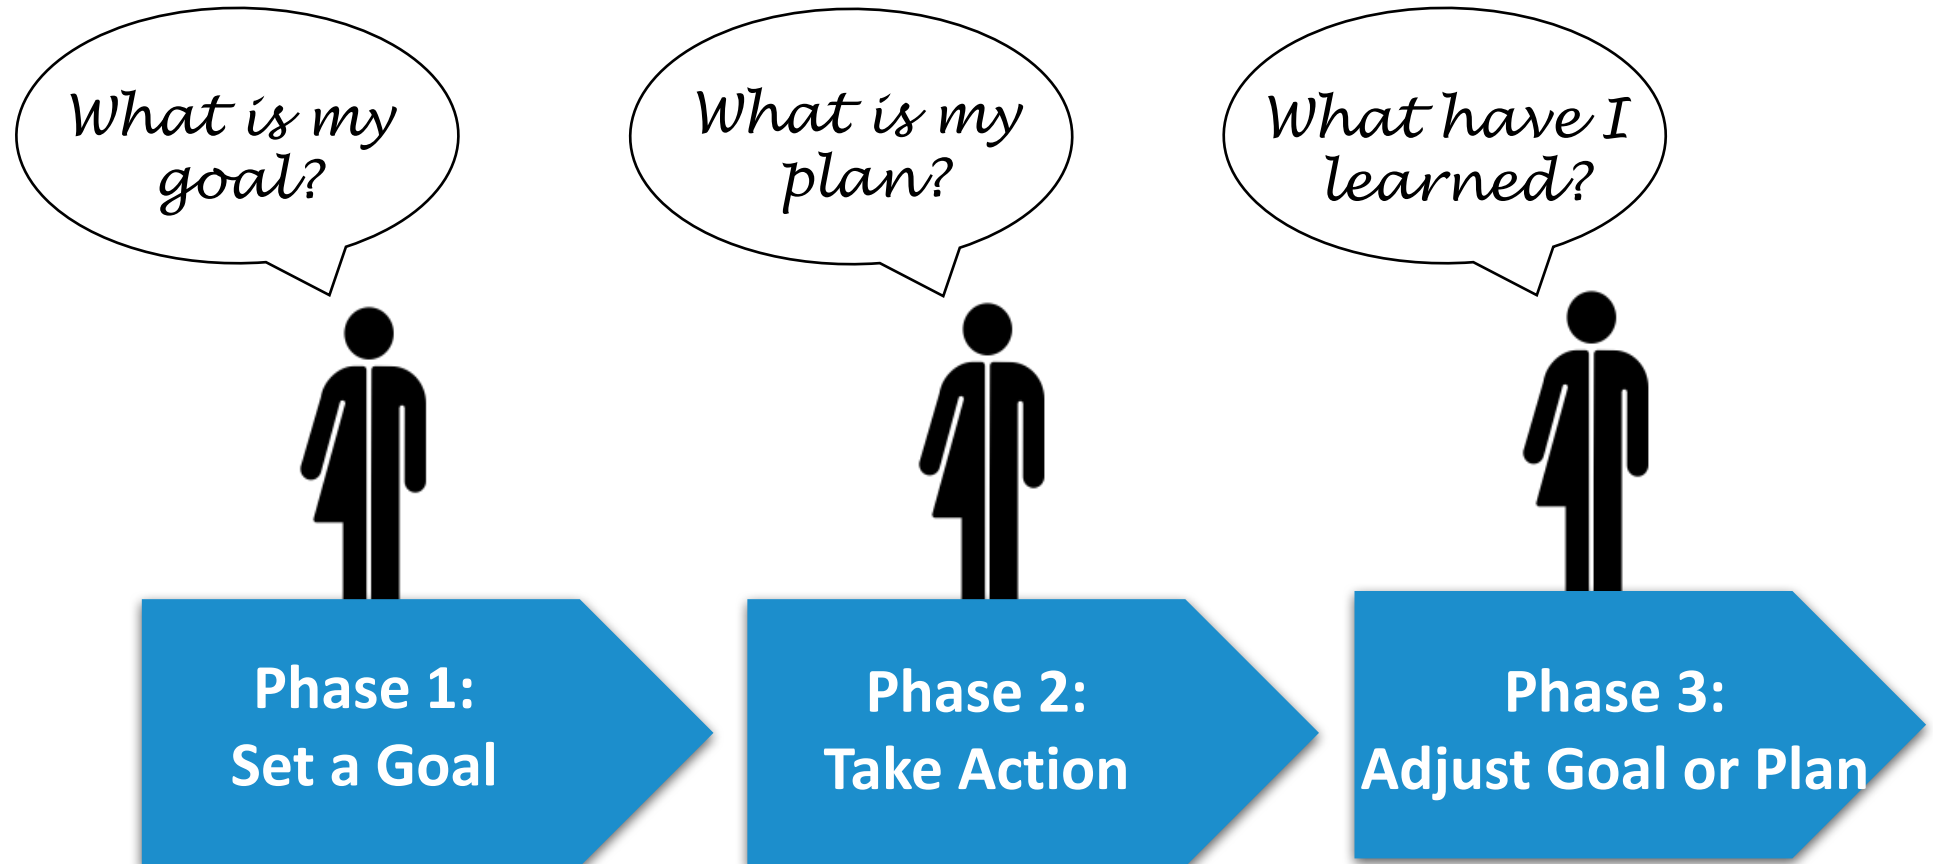 What is my
goal?
What is my
plan?
What have I
learned?
Phase 1:
Set a Goal
Phase 2:
Take Action
Phase 3:
Adjust Goal or Plan